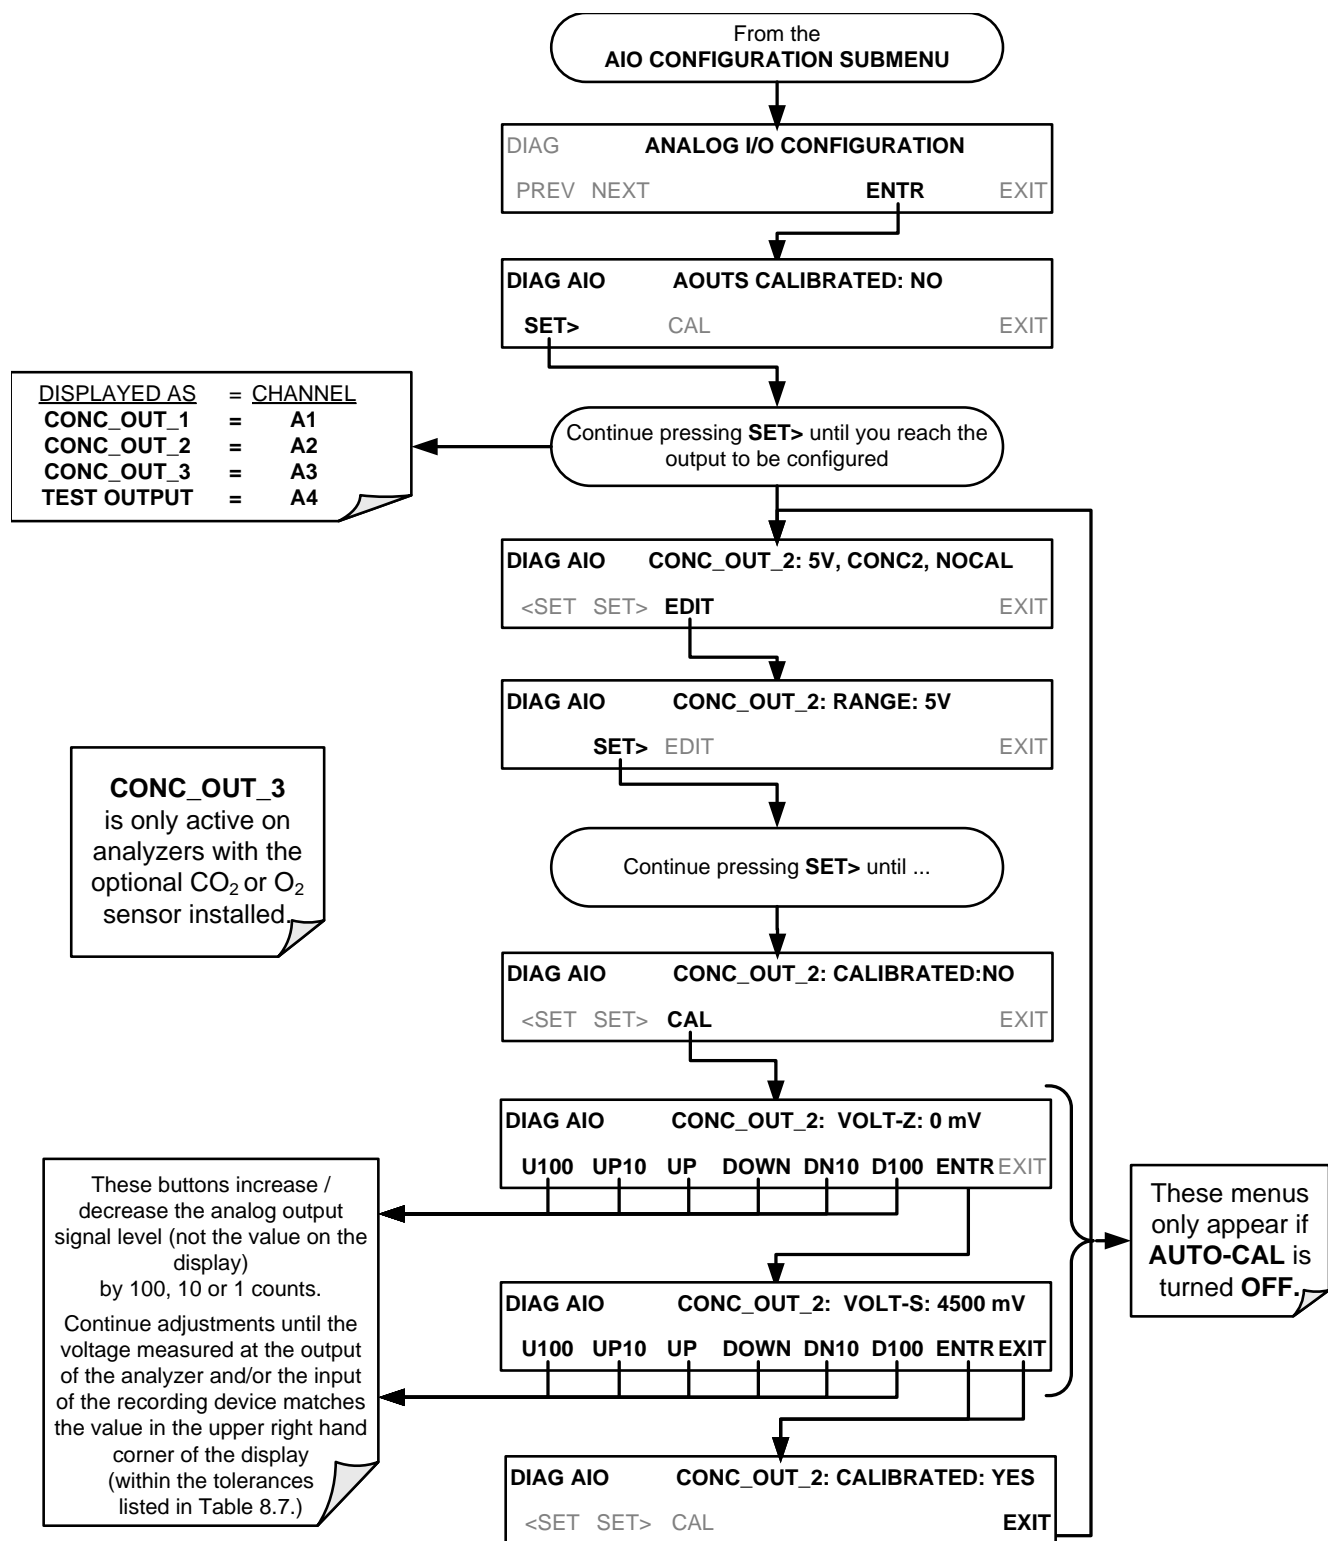 From the
AIO CONFIGURATION SUBMENU
DIAG ANALOG I/O CONFIGURATION
PREV NEXT ENTR EXIT
DIAG AIO AOUTS CALIBRATED: NO
SET> CAL EXIT
DISPLAYED AS = CHANNEL
CONC_OUT_1 = A1
CONC_OUT_2 = A2
CONC_OUT_3 = A3
TEST OUTPUT = A4
Continue pressing SET> until you reach the
output to be configured
DIAG AIO CONC_OUT_2: 5V, CONC2, NOCAL
<SET SET> EDIT EXIT
DIAG AIO CONC_OUT_2: RANGE: 5V
SET> EDIT EXIT
CONC_OUT_3
is only active on
analyzers with the
optional CO2 or O2
sensor installed.
Continue pressing SET> until ...
DIAG AIO CONC_OUT_2: CALIBRATED:NO
<SET SET> CAL EXIT
DIAG AIO CONC_OUT_2: VOLT-Z: 0 mV
U100 UP10 UP DOWN DN10 D100 ENTR EXIT
These buttons increase /
decrease the analog output
signal level (not the value on the
display)
by 100, 10 or 1 counts.
Continue adjustments until the
voltage measured at the output
of the analyzer and/or the input
of the recording device matches
the value in the upper right hand
corner of the display
(within the tolerances
listed in Table 8.7.)
These menus
only appear if
AUTO-CAL is
turned OFF.
DIAG AIO CONC_OUT_2: VOLT-S: 4500 mV
U100 UP10 UP DOWN DN10 D100 ENTR EXIT
DIAG AIO CONC_OUT_2: CALIBRATED: YES
<SET SET> CAL EXIT